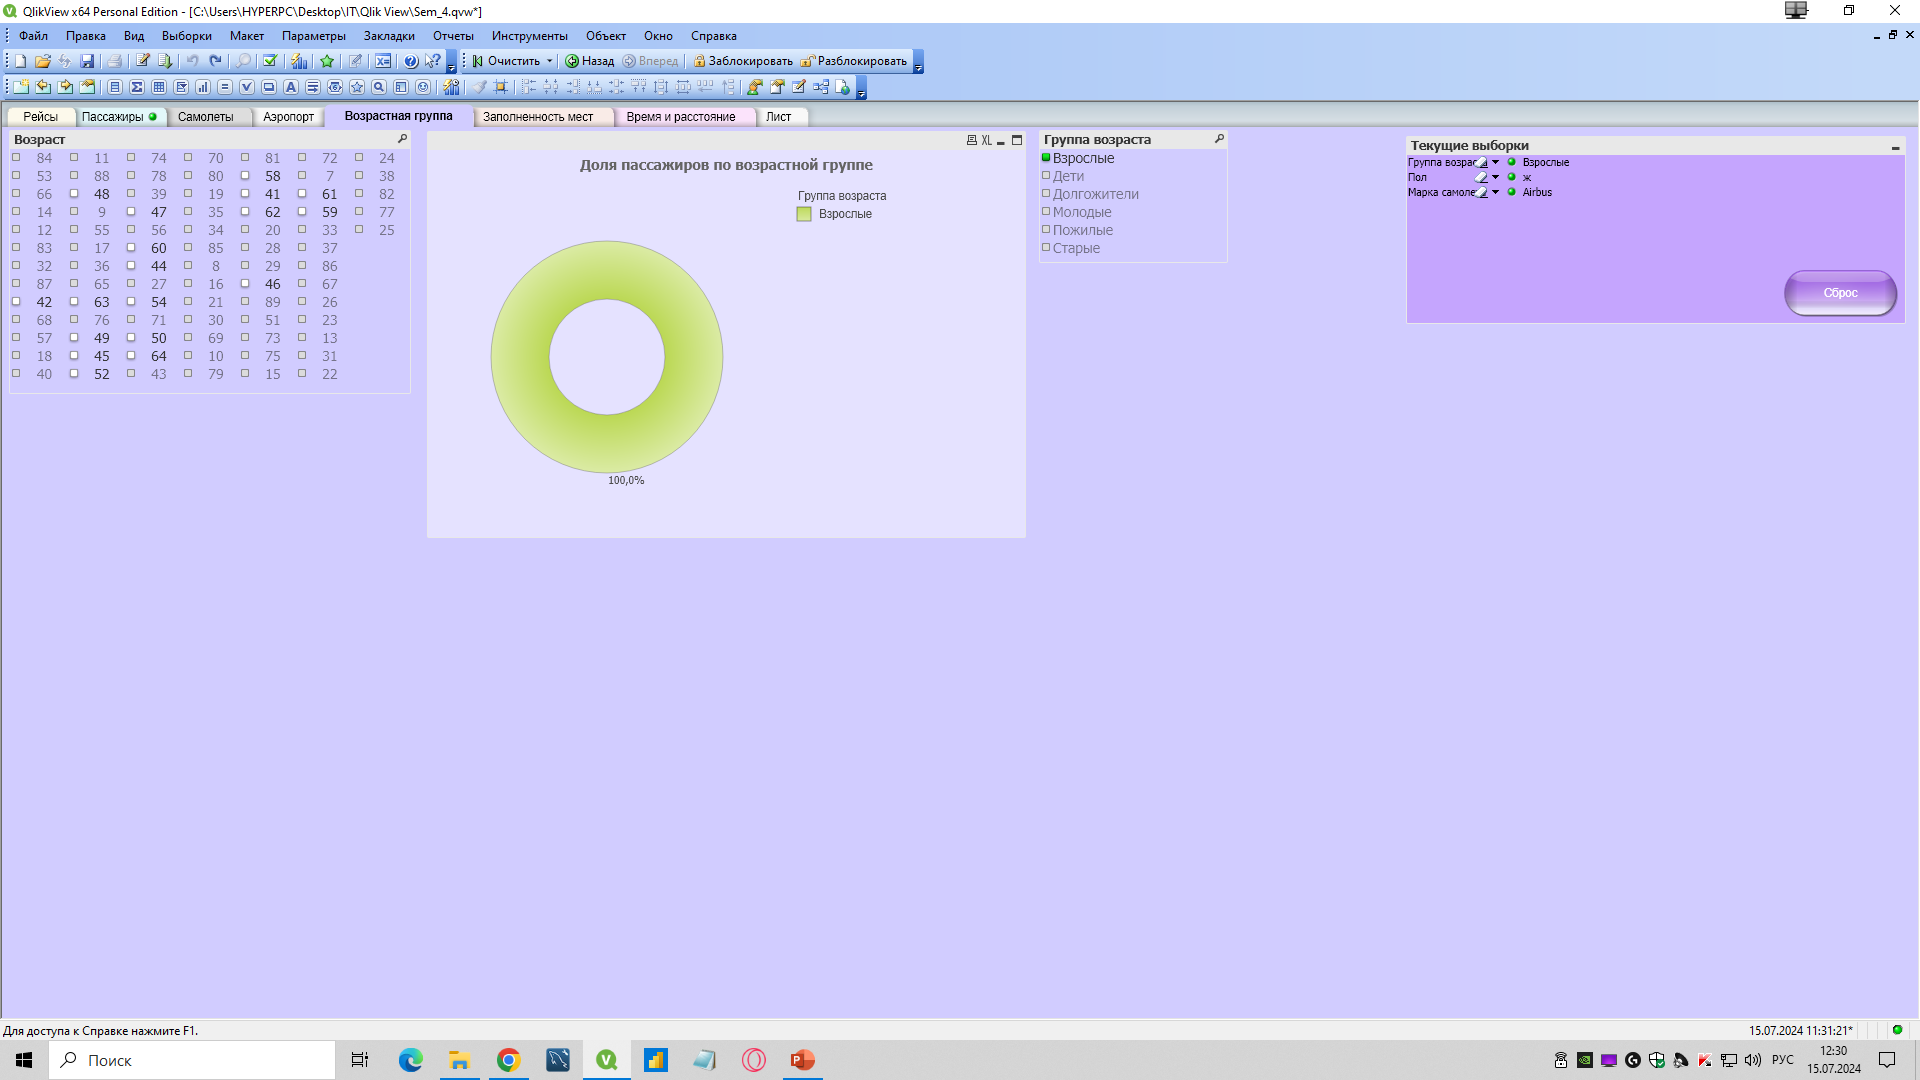 QlikView x64 Personal Edition - [C:\Users\HYPERPC\Desktop\IT\Qlik View\Sem_4.qvw*]
Файл Правка Вид Выборки Макет Параметры Закладки Отчеты Инструменты Объект Окно Справка
Очистить Назад Вперед Заблокировать Разблокировать
Рейсы Пассажиры Самолеты Аэропорт Возрастная группа Заполненность мест Время и расстояние Лист
Возраст
84 11 74 70 81 72 24
53 88 78 80 58 7 38
66 48 39 19 41 61 82
14 9 47 35 62 59 77
12 55 56 34 20 33 25
83 17 60 85 28 37
32 36 44 8 29 86
87 65 27 16 46 67
42 63 54 21 89 26
68 76 71 30 51 23
57 49 50 69 73 13
18 45 64 10 75 31
40 52 43 79 15 22
XL
Доля пассажиров по возрастной группе
Группа возраста
Взрослые
100,0%
Группа возраста
Взрослые
Дети
Долгожители
Молодые
Пожилые
Старые
Текущие выборки
Группа возрас Взрослые
Пол ж
Марка самоле Airbus
Сброс
Для доступа к Справке нажмите F1.
15.07.2024 11:31:21*
Поиск
РУС
12:30
15.07.2024